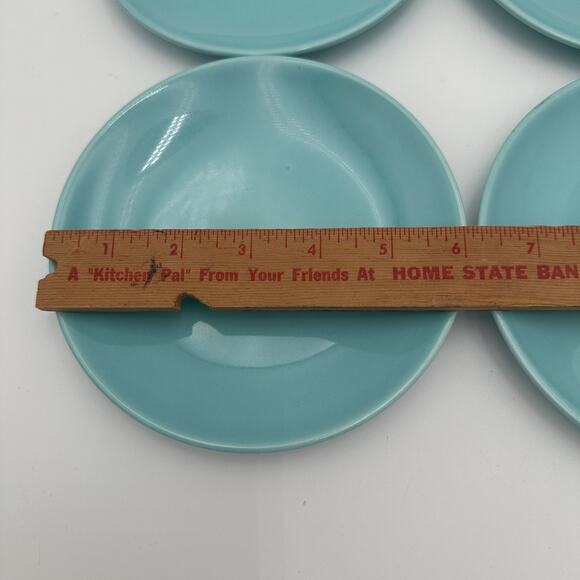 1 2 3 4 5 6 7
A "Kitchen Pal" From Your Friends At HOME STATE BAN